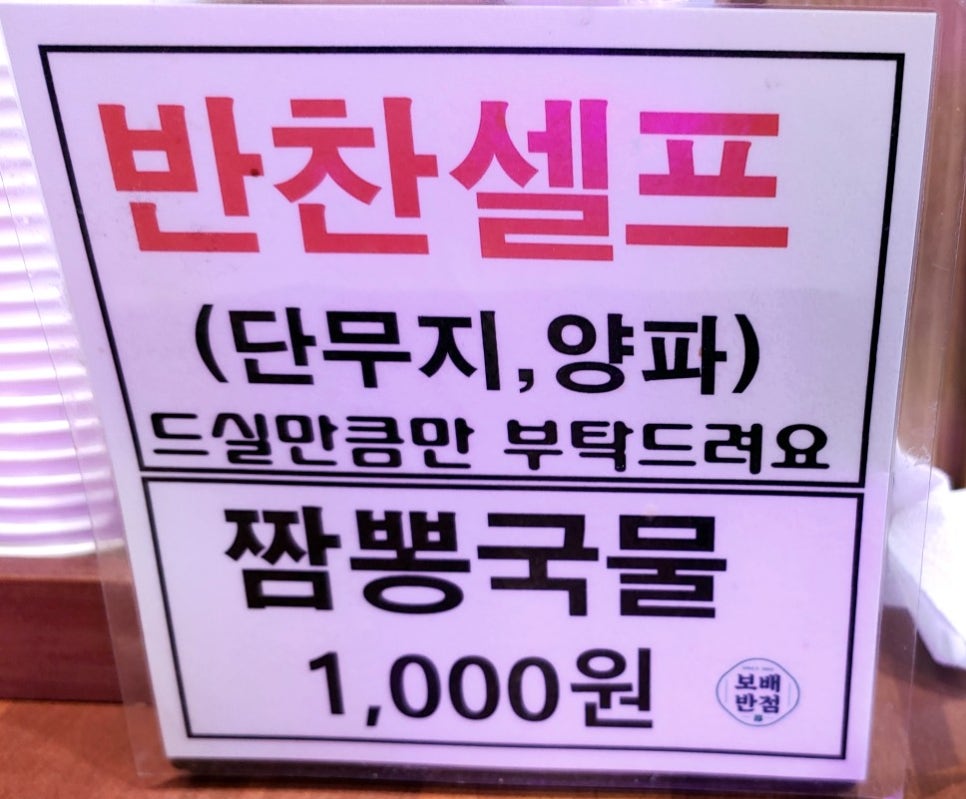 반찬셀프
(단무지,양파)
드실만큼만 부탁드려요
짬뽕국물
1,000원
보배
반점